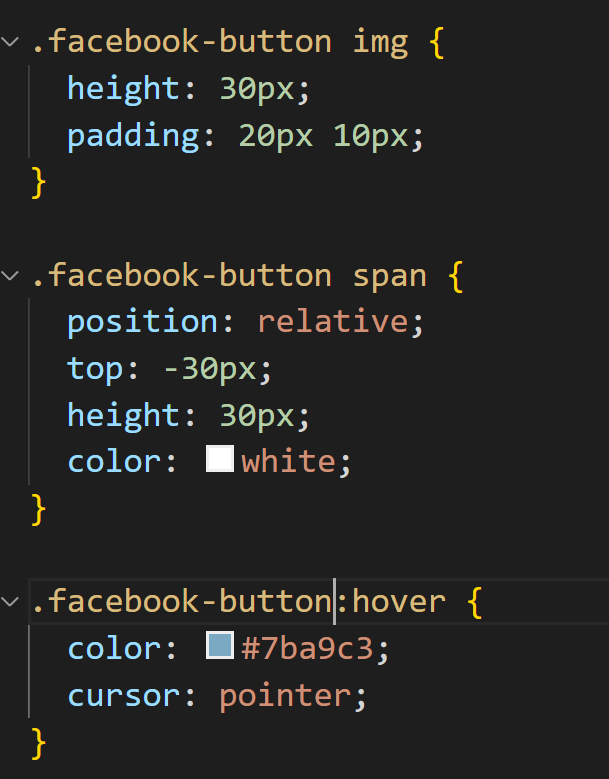 .facebook-button img {
  height: 30px;
  padding: 20px 10px;
}

.facebook-button span {
  position: relative;
  top: -30px;
  height: 30px;
  color: white;
}

.facebook-button:hover {
  color: #7ba9c3;
  cursor: pointer;
}